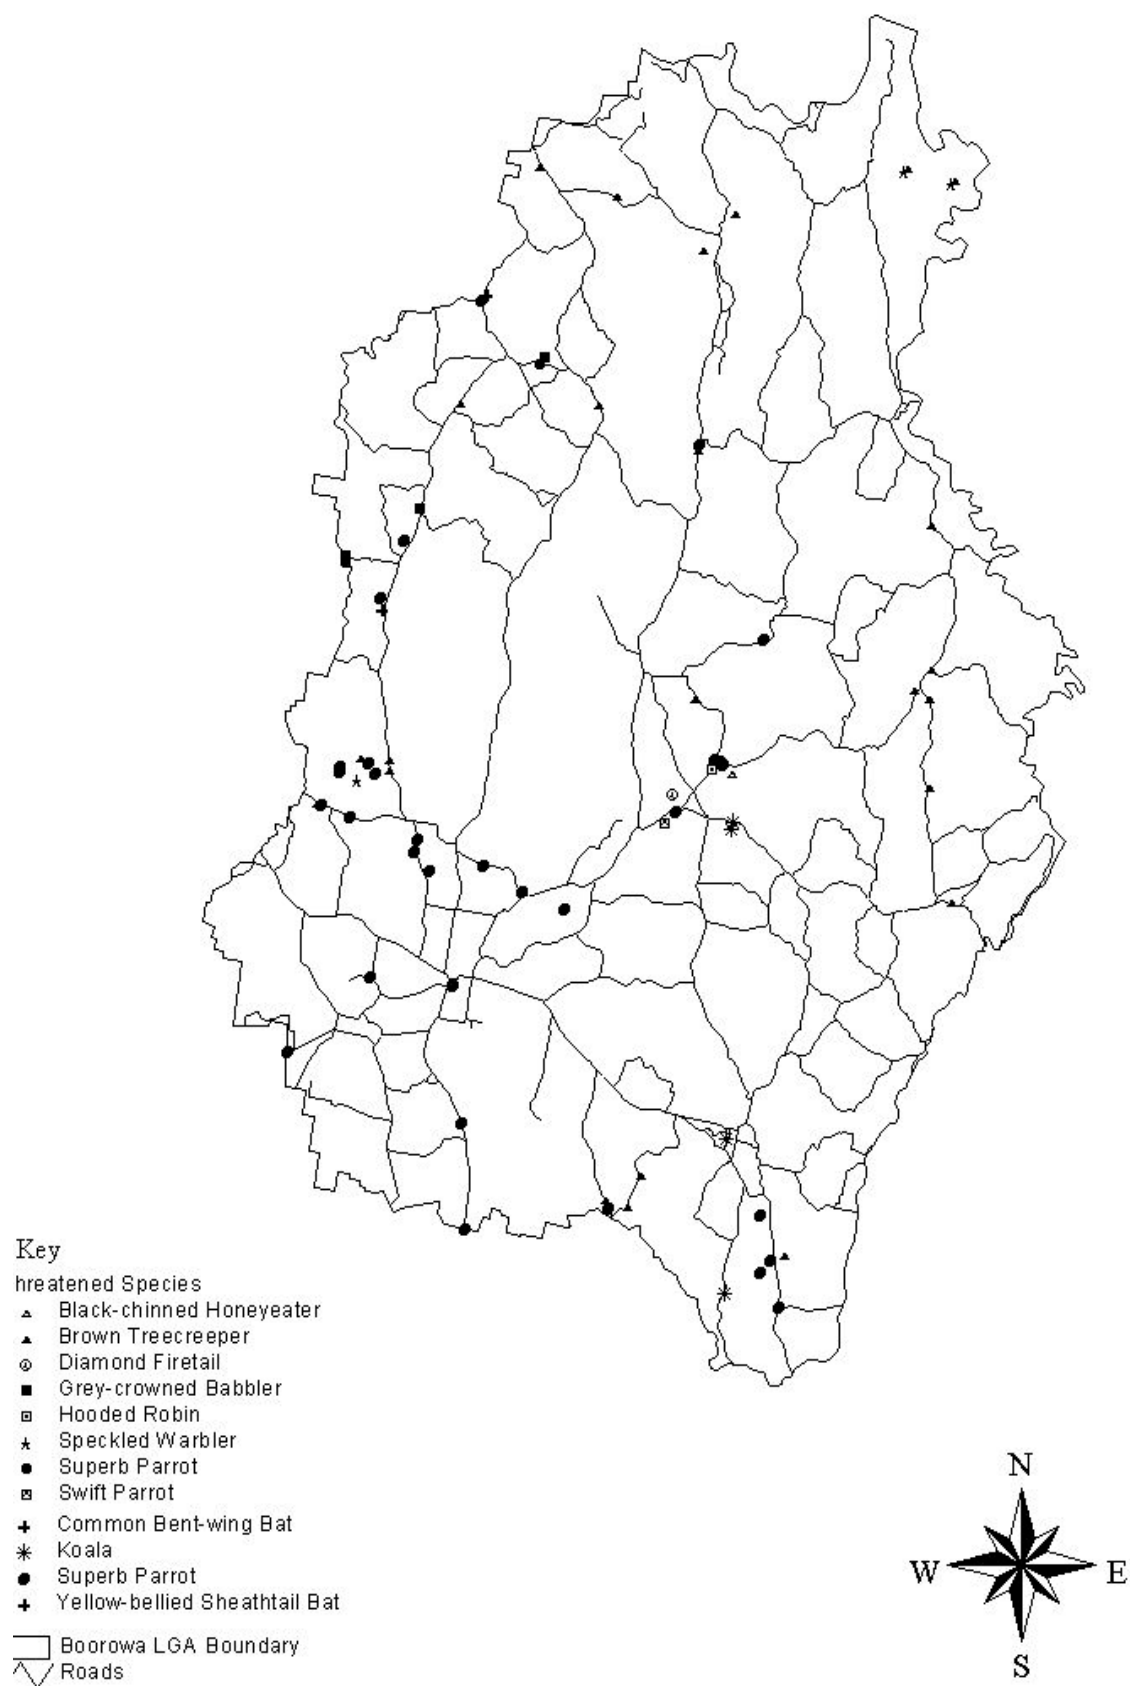 Key
hreatened Species
Black-chinned Honeyeater
Brown Treecreeper
Diamond Firetail
Grey-crowned Babbler
Hooded Robin
Speckled Warbler
Superb Parrot
Swift Parrot
Common Bent-wing Bat
Koala
Superb Parrot
Yellow-bellied Sheathtail Bat
Boorowa LGA Boundary
Roads
N
W E
S